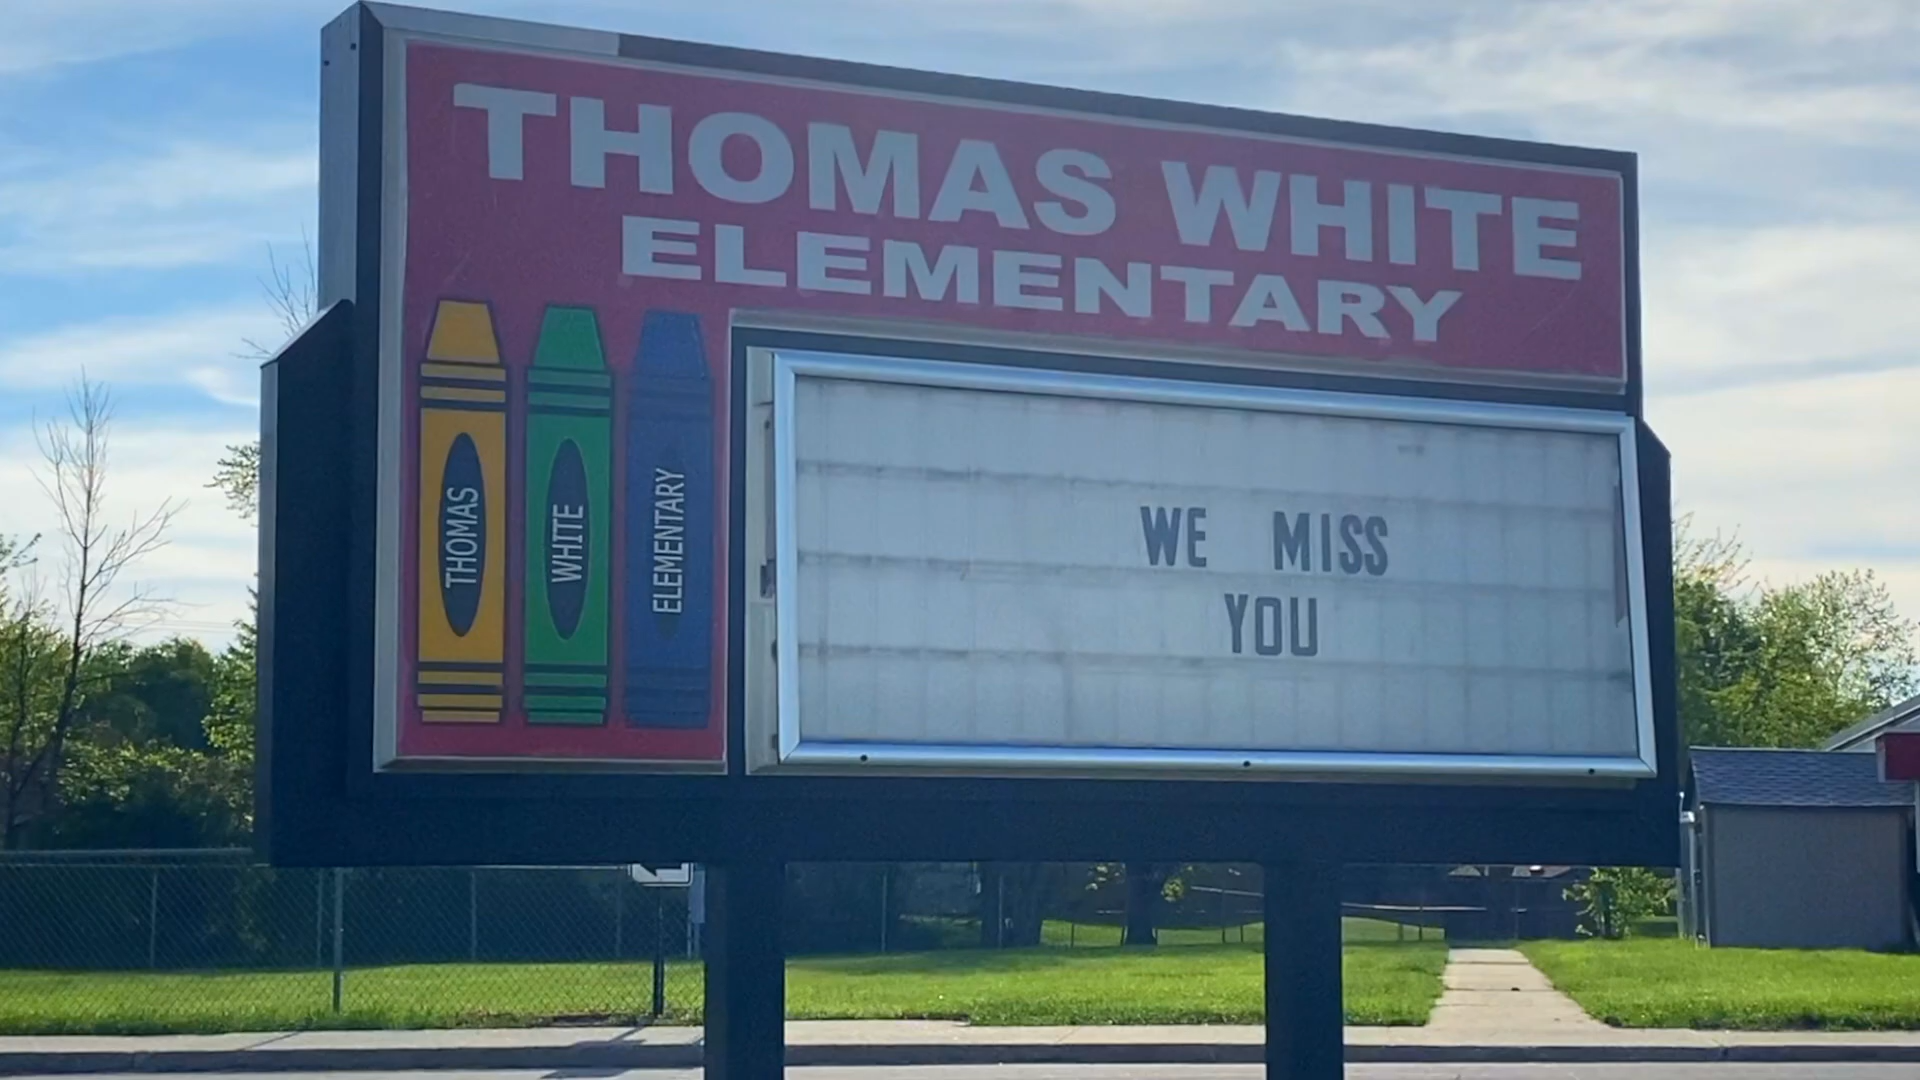 THOMAS WHITE
ELEMENTARY
THOMAS
WHITE
ELEMENTARY
WE MISS
YOU